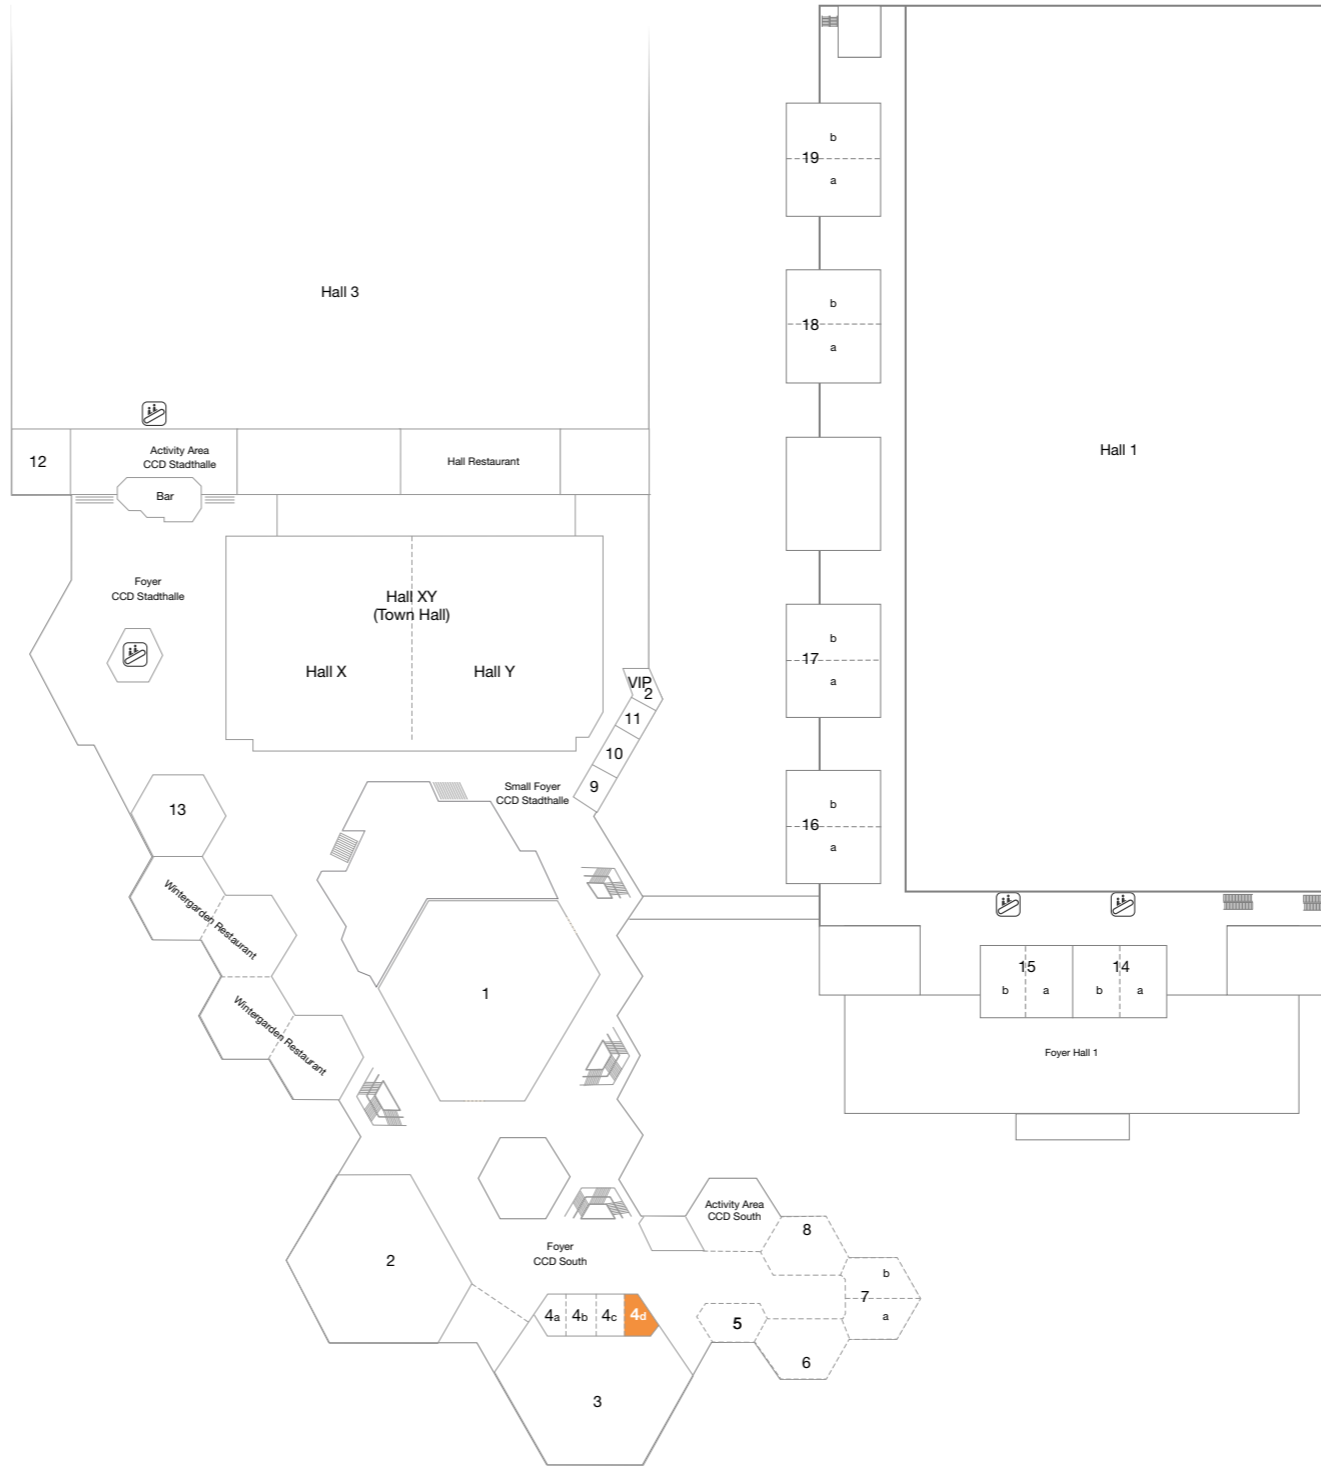 b
19
a
Hall 3
b
18
a
Hall 1
12
Activity Area
CCD Stadthalle
Hall Restaurant
Bar
Foyer
CCD Stadthalle
Hall XY
(Town Hall)
Hall X
Hall Y
b
17
a
VIP
2
11
10
9
Small Foyer
CCD Stadthalle
13
b
16
a
Wintergarden Restaurant
Wintergarden Restaurant
1
15
b
a
14
b
a
Foyer Hall 1
Activity Area
CCD South
8
2
Foyer
CCD South
b
7
a
4a
4b
4c
4d
5
6
3